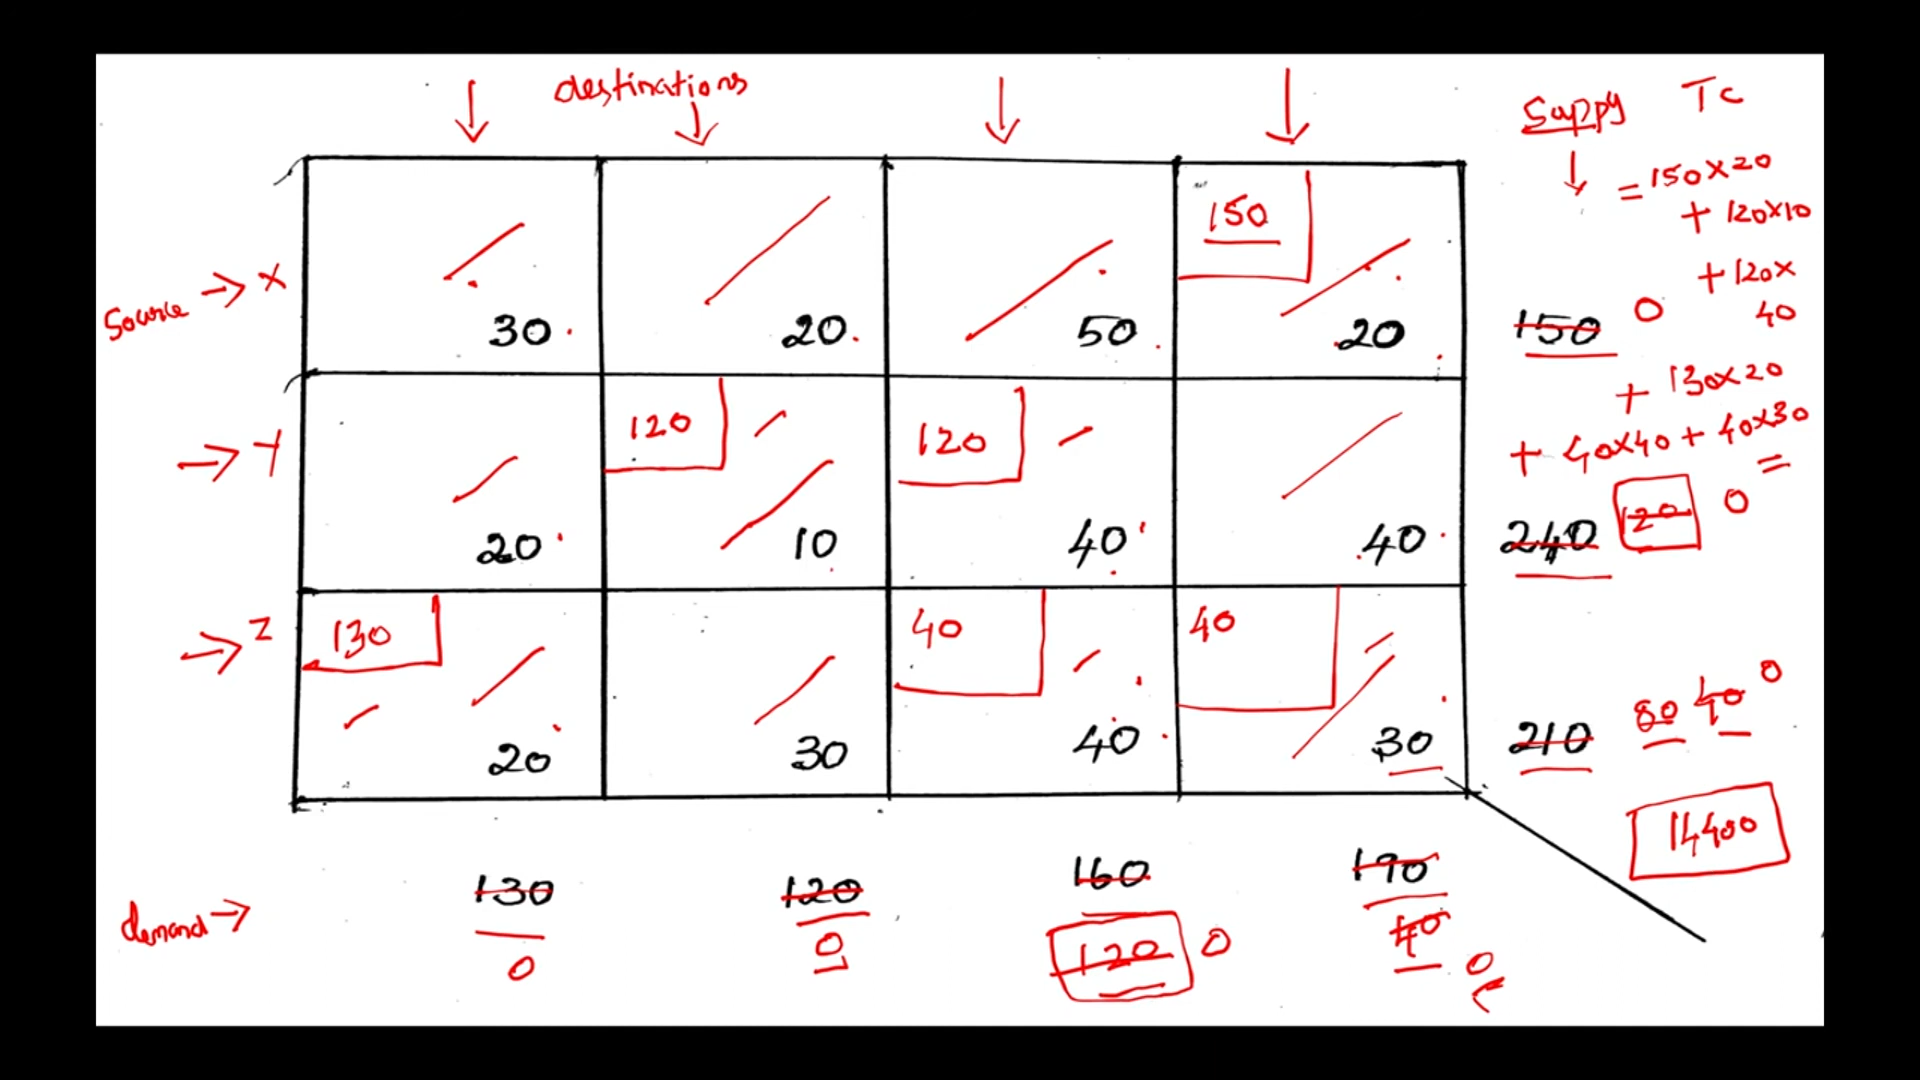 destinations
Suppy Tc
= 150×20
+ 120×10
+ 120×
40
Source → X
150
30 20 50 20
150 0
+ 130×20
+ 40×40 + 40×30
=
→ Y
120 120
20 10 40 40
240 120 0
→ Z
130 40 40
20 30 40 30
210 80 40 0
14400
demand →
130 120 160 190
0 0 120 0 40 0